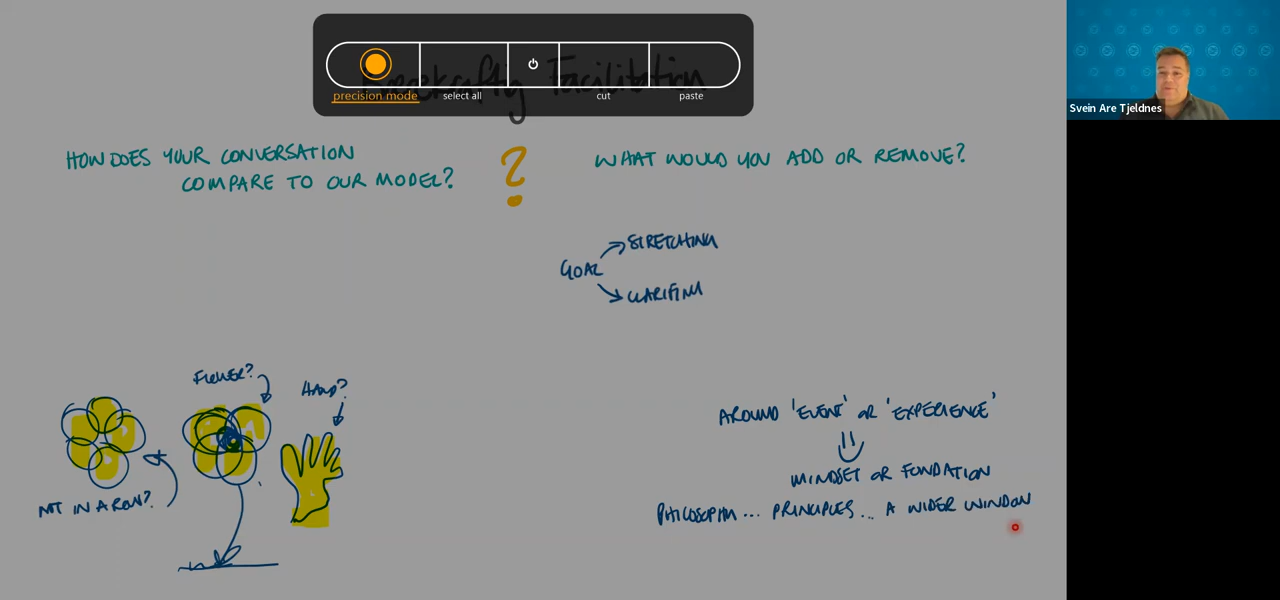 Facilitation
precision mode
select all
cut
paste
Svein Are Tjeldnes
HOW DOES YOUR CONVERSATION
COMPARE TO OUR MODEL?
?
WHAT WOULD YOU ADD OR REMOVE?
GOAL
STRETCHING
CLARIFING
FLOWER?
HAND?
NOT IN A ROW?
AROUND 'EVENT' OR 'EXPERIENCE'
MINDSET OR FONDATION
PHILOSOPHY... PRINCIPLES... A WIDER WINDOW